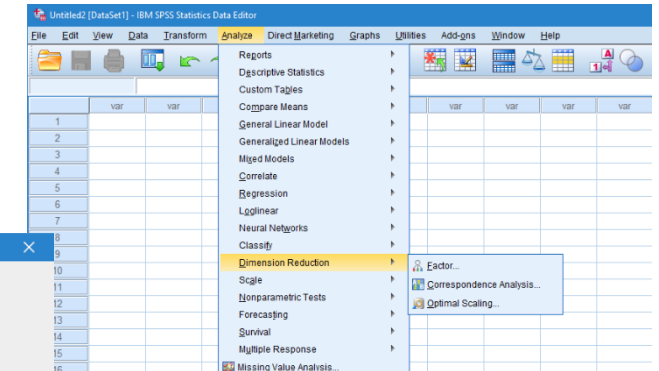 Untitled2 [DataSet1] - IBM SPSS Statistics Data Editor
File Edit View Data Transform Analyze Direct Marketing Graphs Utilities Add-ons Window Help
var var var var var var
Reports
Descriptive Statistics
Custom Tables
Compare Means
General Linear Model
Generalized Linear Models
Mixed Models
Correlate
Regression
Loglinear
Neural Networks
Classify
Dimension Reduction
Scale
Nonparametric Tests
Forecasting
Survival
Multiple Response
Missing Value Analysis...
Factor...
Correspondence Analysis...
Optimal Scaling...
1
2
3
4
5
6
7
8
9
10
11
12
13
14
15
16